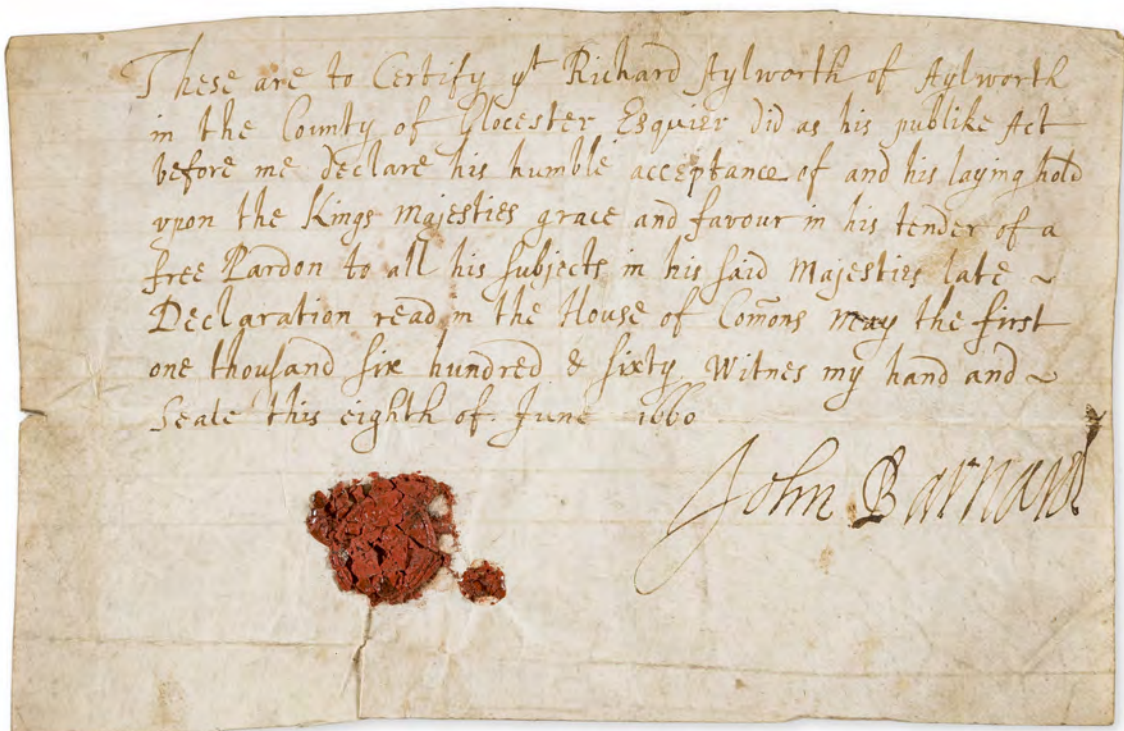 These are to Certify yt Richard Aylworth of Aylworth
in the County of Glocester Esquier did as his publike Act
before me declare his humble acceptance of and his laying hold
vpon the Kings Majesties grace and favour in his tender of a
free Pardon to all his subjects in his said Majesties late ~
Declaration read in the House of Com̃ons May the first
one thousand six hundred & sixty Witnes my hand and ~
Seale this eighth of June 1660
John Barnard